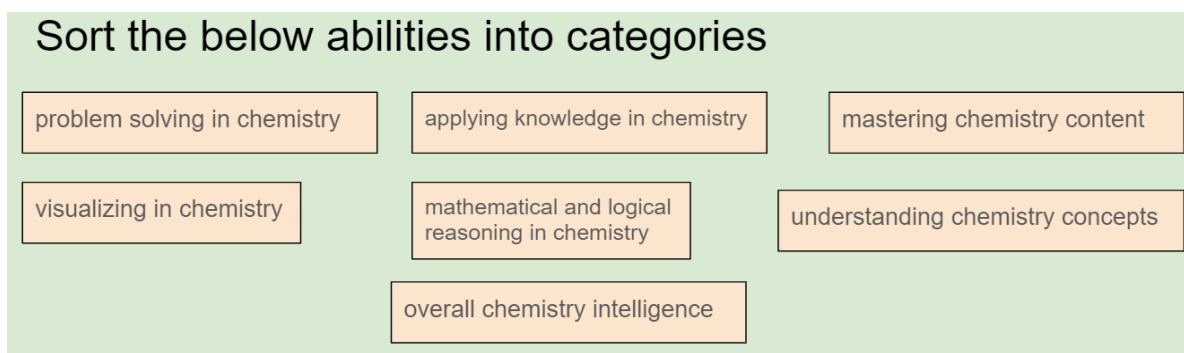 Sort the below abilities into categories
problem solving in chemistry
applying knowledge in chemistry
mastering chemistry content
visualizing in chemistry
mathematical and logical
reasoning in chemistry
understanding chemistry concepts
overall chemistry intelligence